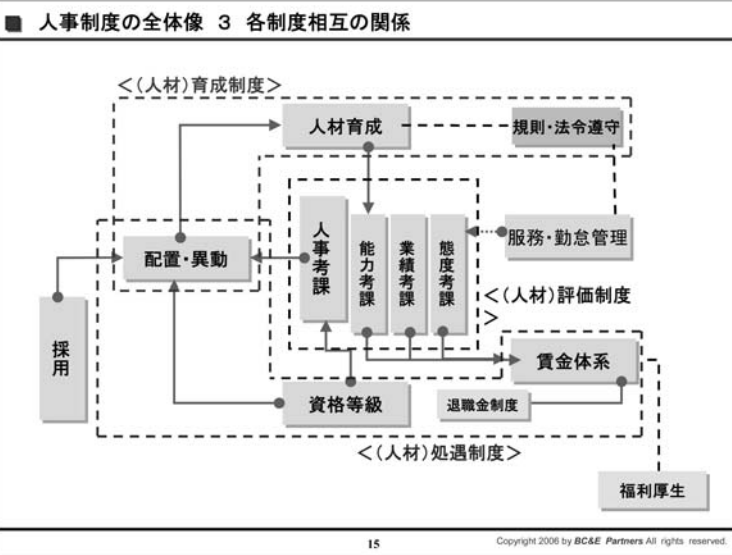 人事制度の全体像 3 各制度相互の関係
<(人材)育成制度>
人材育成
規則・法令遵守
人事考課
能力考課
業績考課
態度考課
服務・勤怠管理
配置・異動
<(人材)評価制度
>
採用
賃金体系
資格等級
退職金制度
<(人材)処遇制度>
福利厚生
15
Copyright 2006 by BC&E Partners All rights reserved.